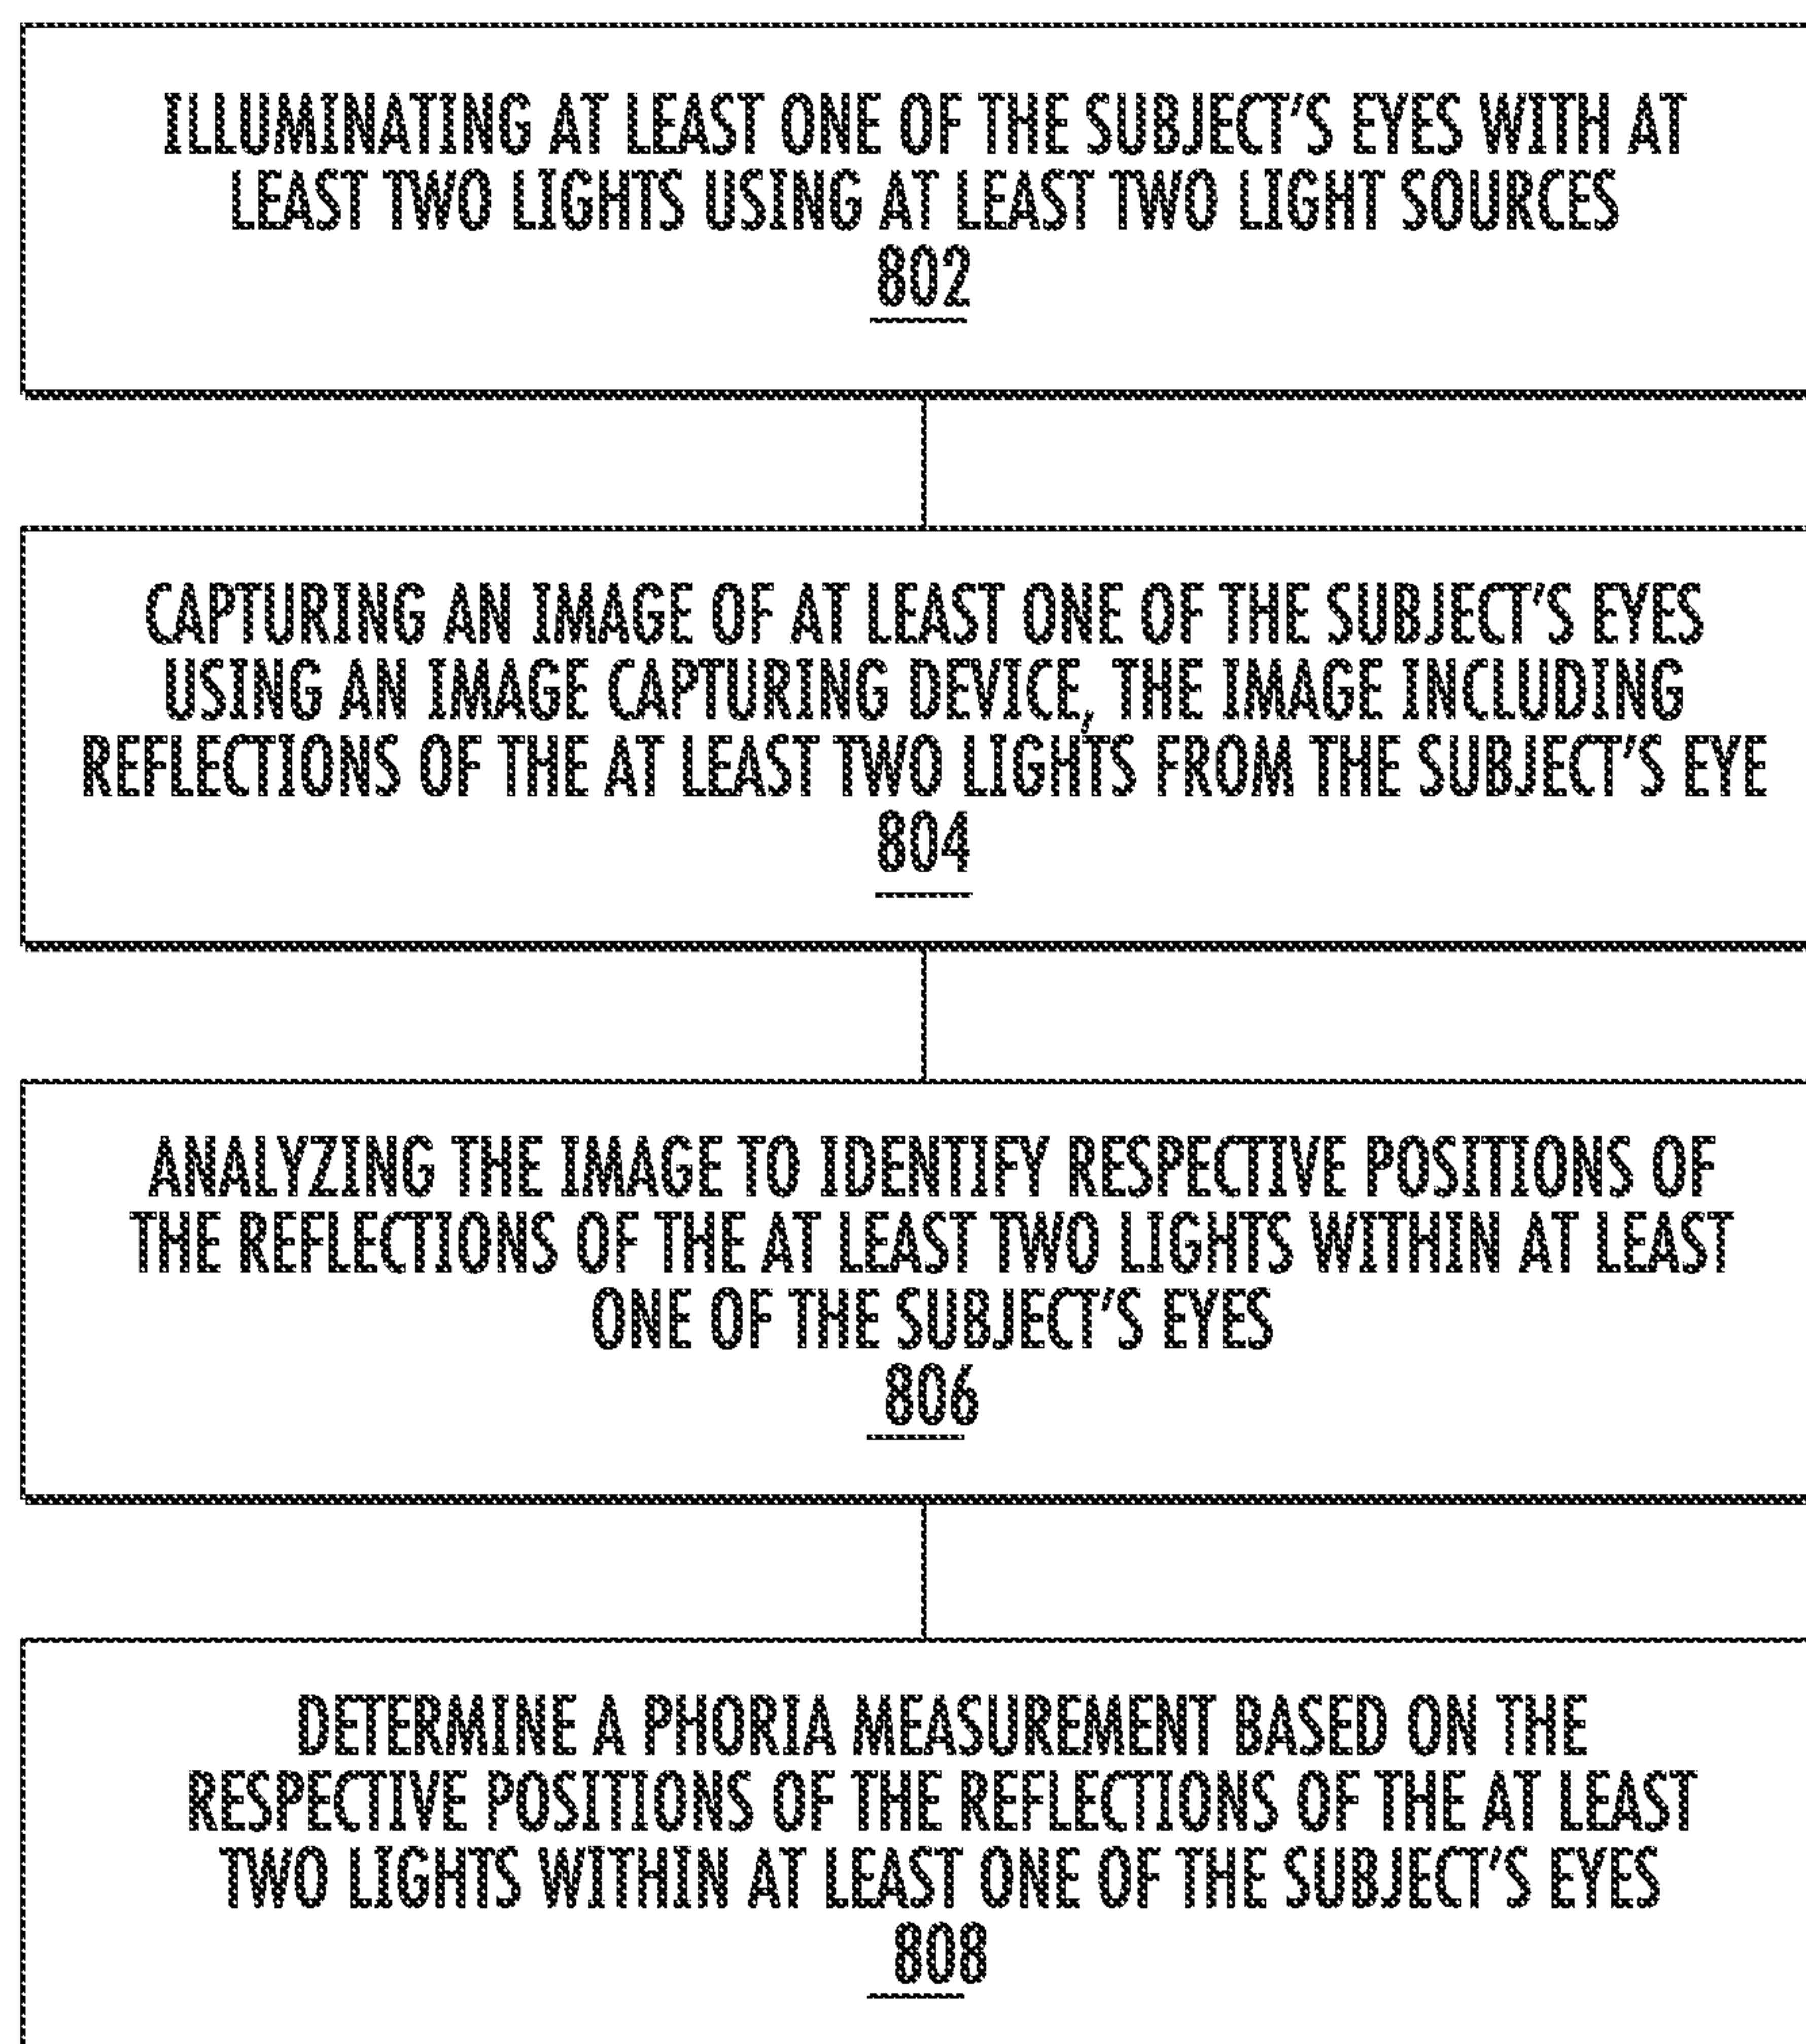 ILLUMINATING AT LEAST ONE OF THE SUBJECT'S EYES WITH AT
LEAST TWO LIGHTS USING AT LEAST TWO LIGHT SOURCES
802
CAPTURING AN IMAGE OF AT LEAST ONE OF THE SUBJECT'S EYES
USING AN IMAGE CAPTURING DEVICE, THE IMAGE INCLUDING
REFLECTIONS OF THE AT LEAST TWO LIGHTS FROM THE SUBJECT'S EYE
804
ANALYZING THE IMAGE TO IDENTIFY RESPECTIVE POSITIONS OF
THE REFLECTIONS OF THE AT LEAST TWO LIGHTS WITHIN AT LEAST
ONE OF THE SUBJECT'S EYES
806
DETERMINE A PHORIA MEASUREMENT BASED ON THE
RESPECTIVE POSITIONS OF THE REFLECTIONS OF THE AT LEAST
TWO LIGHTS WITHIN AT LEAST ONE OF THE SUBJECT'S EYES
808